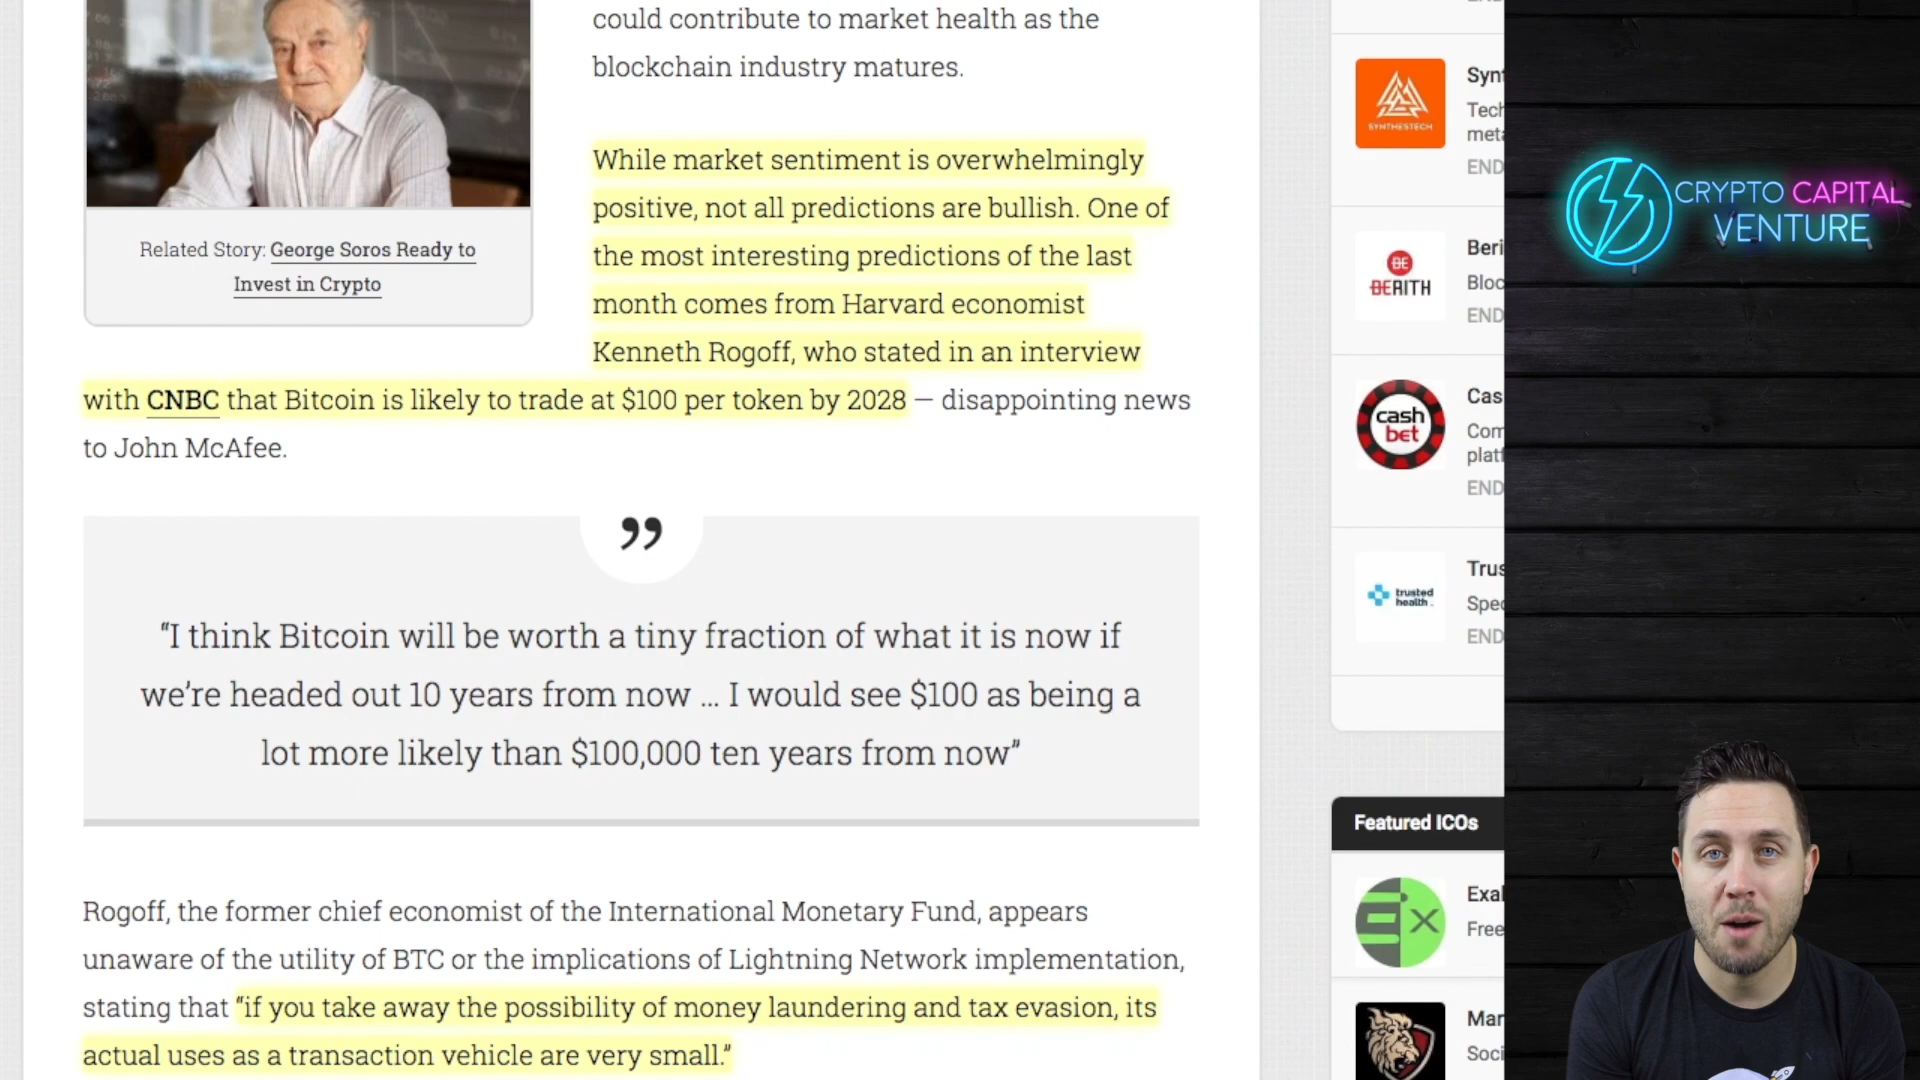 could contribute to market health as the
blockchain industry matures.
Related Story: George Soros Ready to
Invest in Crypto
While market sentiment is overwhelmingly
positive, not all predictions are bullish. One of
the most interesting predictions of the last
month comes from Harvard economist
Kenneth Rogoff, who stated in an interview
with CNBC that Bitcoin is likely to trade at $100 per token by 2028 — disappointing news
to John McAfee.
”
“I think Bitcoin will be worth a tiny fraction of what it is now if
we’re headed out 10 years from now ... I would see $100 as being a
lot more likely than $100,000 ten years from now”
Rogoff, the former chief economist of the International Monetary Fund, appears
unaware of the utility of BTC or the implications of Lightning Network implementation,
stating that “if you take away the possibility of money laundering and tax evasion, its
actual uses as a transaction vehicle are very small.”
SYNTHESTECH
Synt
Tech
meta
END
BERITH
Beri
Bloc
END
cash
bet
Cas
Com
platf
END
trusted
health.
Trus
Spec
END
Featured ICOs
Exal
Free
Mar
Soci
CRYPTO CAPITAL
VENTURE